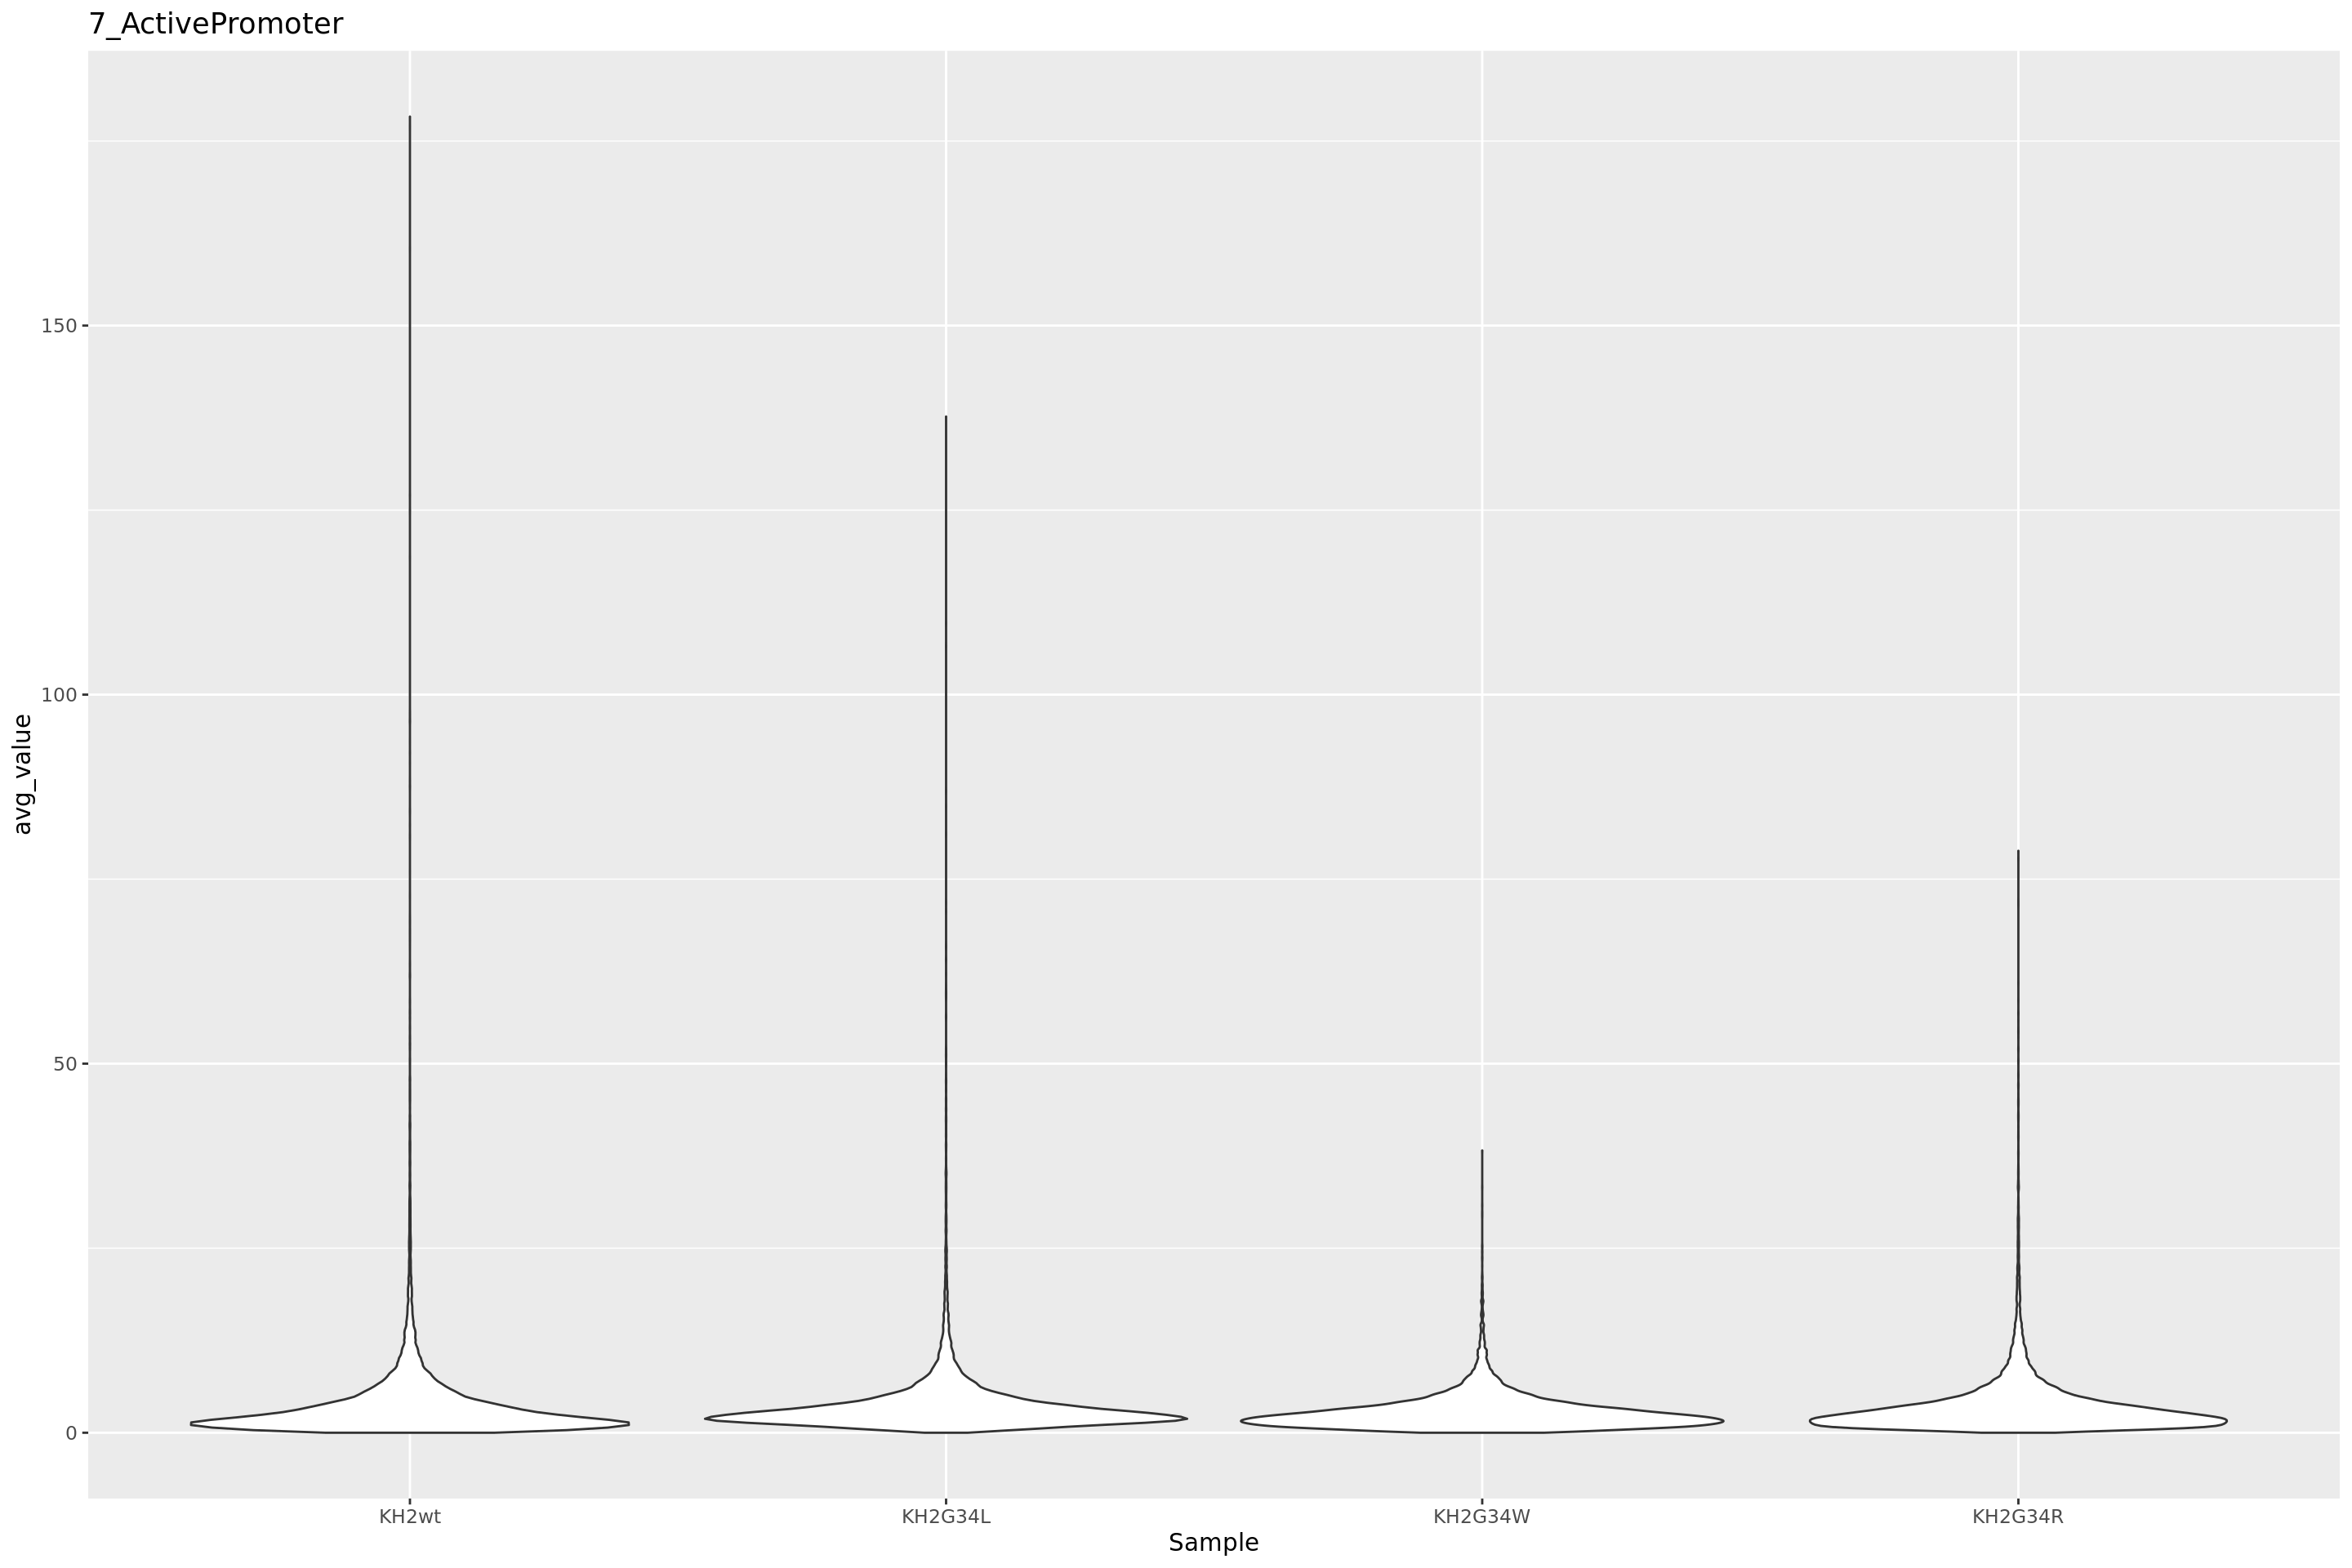 7_ActivePromoter
avg_value
150
100
50
0
KH2wt KH2G34L KH2G34W KH2G34R
Sample